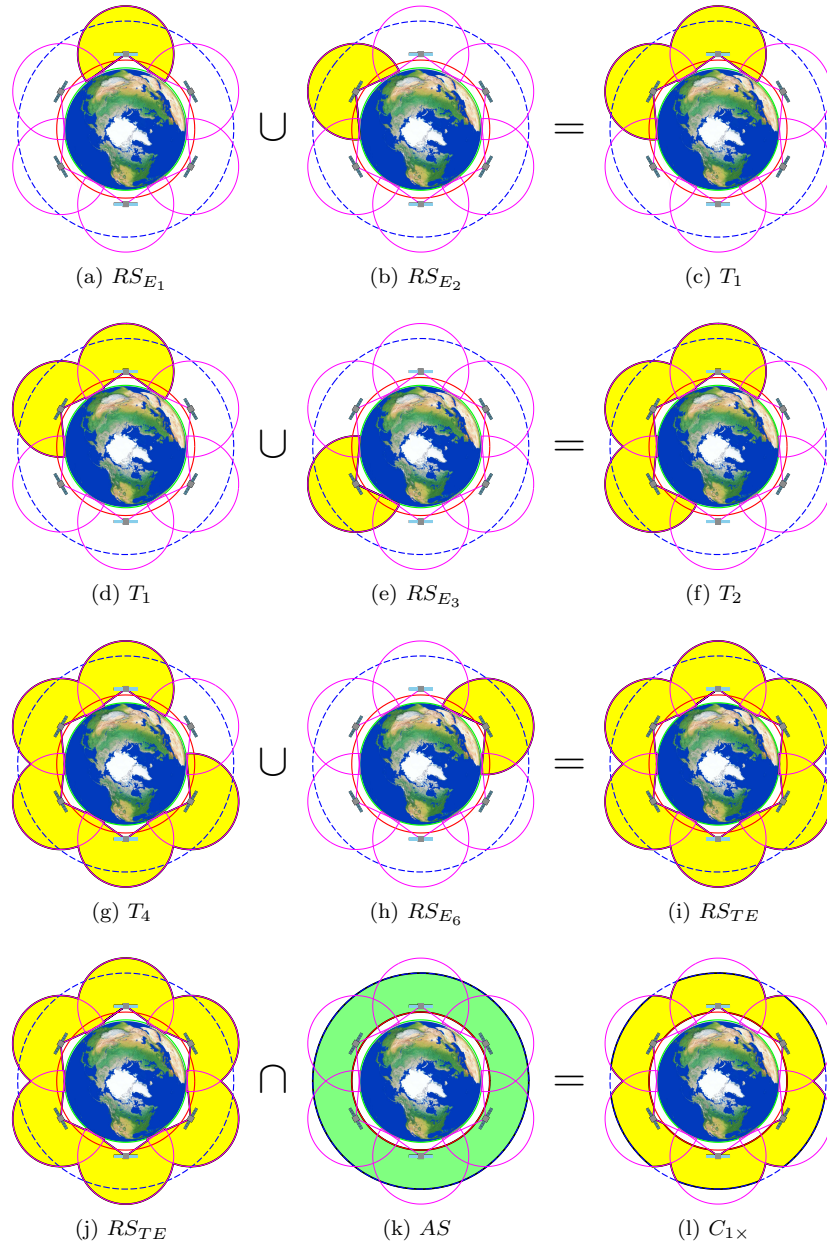 ∪ =
(a) RS_{E_1} (b) RS_{E_2} (c) T_1
∪ =
(d) T_1 (e) RS_{E_3} (f) T_2
∪ =
(g) T_4 (h) RS_{E_6} (i) RS_{TE}
∩ =
(j) RS_{TE} (k) AS (l) C_{1×}